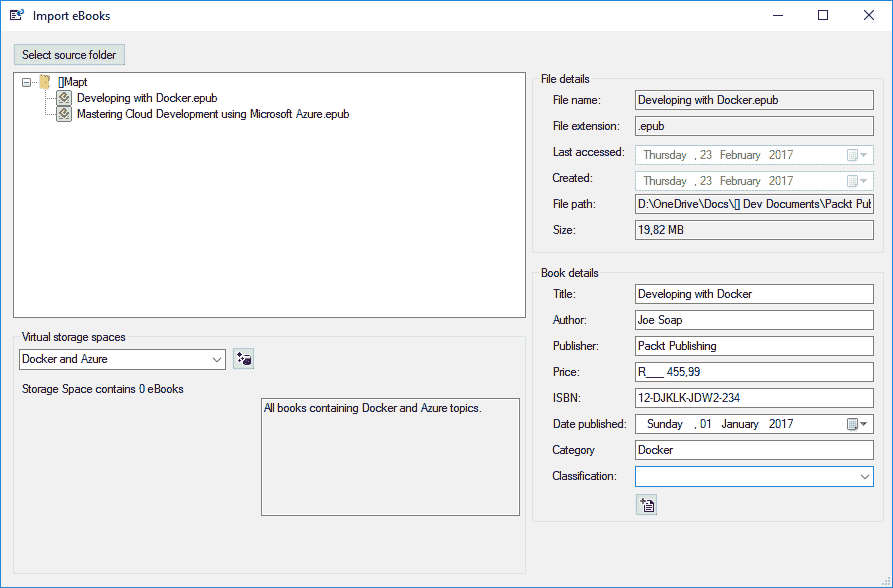 Import eBooks
Select source folder
[]Mapt
Developing with Docker.epub
Mastering Cloud Development using Microsoft Azure.epub
Virtual storage spaces
Docker and Azure
Storage Space contains 0 eBooks
All books containing Docker and Azure topics.
File details
File name: Developing with Docker.epub
File extension: .epub
Last accessed: Thursday , 23 February 2017
Created: Thursday , 23 February 2017
File path: D:\OneDrive\Docs\[] Dev Documents\Packt Pub
Size: 19,82 MB
Book details
Title: Developing with Docker
Author: Joe Soap
Publisher: Packt Publishing
Price: R___ 455,99
ISBN: 12-DJKLK-JDW2-234
Date published: Sunday , 01 January 2017
Category Docker
Classification: